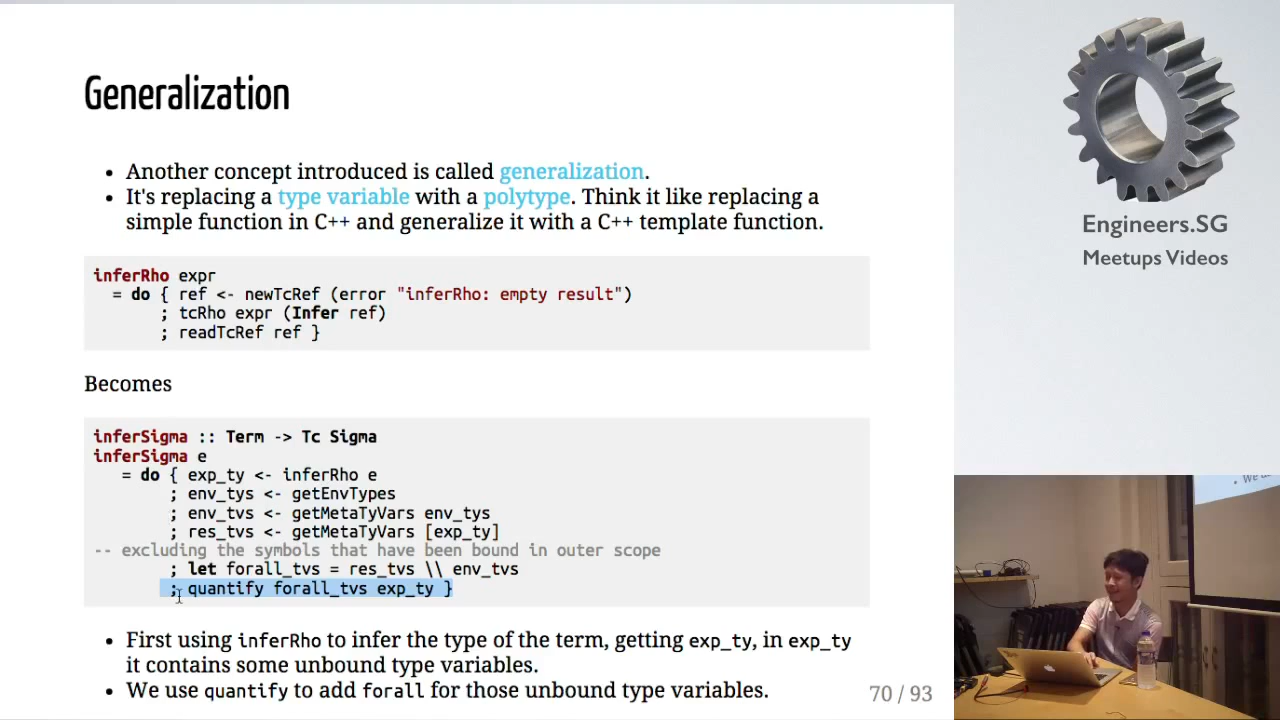 Generalization
• Another concept introduced is called generalization.
• It's replacing a type variable with a polytype. Think it like replacing a
simple function in C++ and generalize it with a C++ template function.
inferRho expr
= do { ref <- newTcRef (error "inferRho: empty result")
; tcRho expr (Infer ref)
; readTcRef ref }
Becomes
inferSigma :: Term -> Tc Sigma
inferSigma e
= do { exp_ty <- inferRho e
; env_tys <- getEnvTypes
; env_tvs <- getMetaTyVars env_tys
; res_tvs <- getMetaTyVars [exp_ty]
-- excluding the symbols that have been bound in outer scope
; let forall_tvs = res_tvs \\ env_tvs
; quantify forall_tvs exp_ty }
• First using inferRho to infer the type of the term, getting exp_ty, in exp_ty
it contains some unbound type variables.
• We use quantify to add forall for those unbound type variables.
70 / 93
Engineers.SG
Meetups Videos
• We